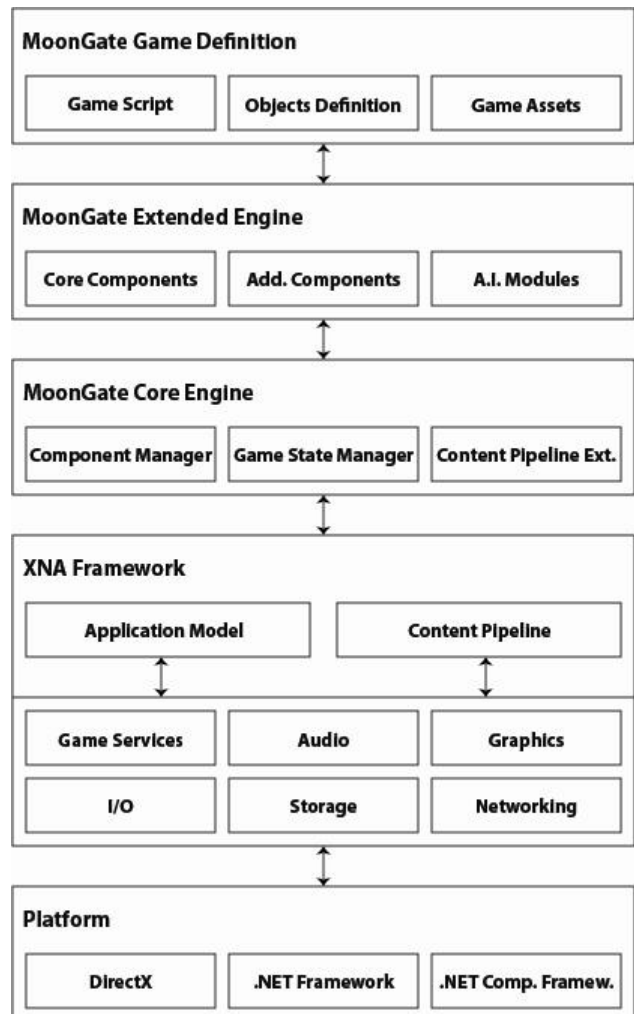 MoonGate Game Definition
Game Script
Objects Definition
Game Assets
MoonGate Extended Engine
Core Components
Add. Components
A.I. Modules
MoonGate Core Engine
Component Manager
Game State Manager
Content Pipeline Ext.
XNA Framework
Application Model
Content Pipeline
Game Services
Audio
Graphics
I/O
Storage
Networking
Platform
DirectX
.NET Framework
.NET Comp. Framew.